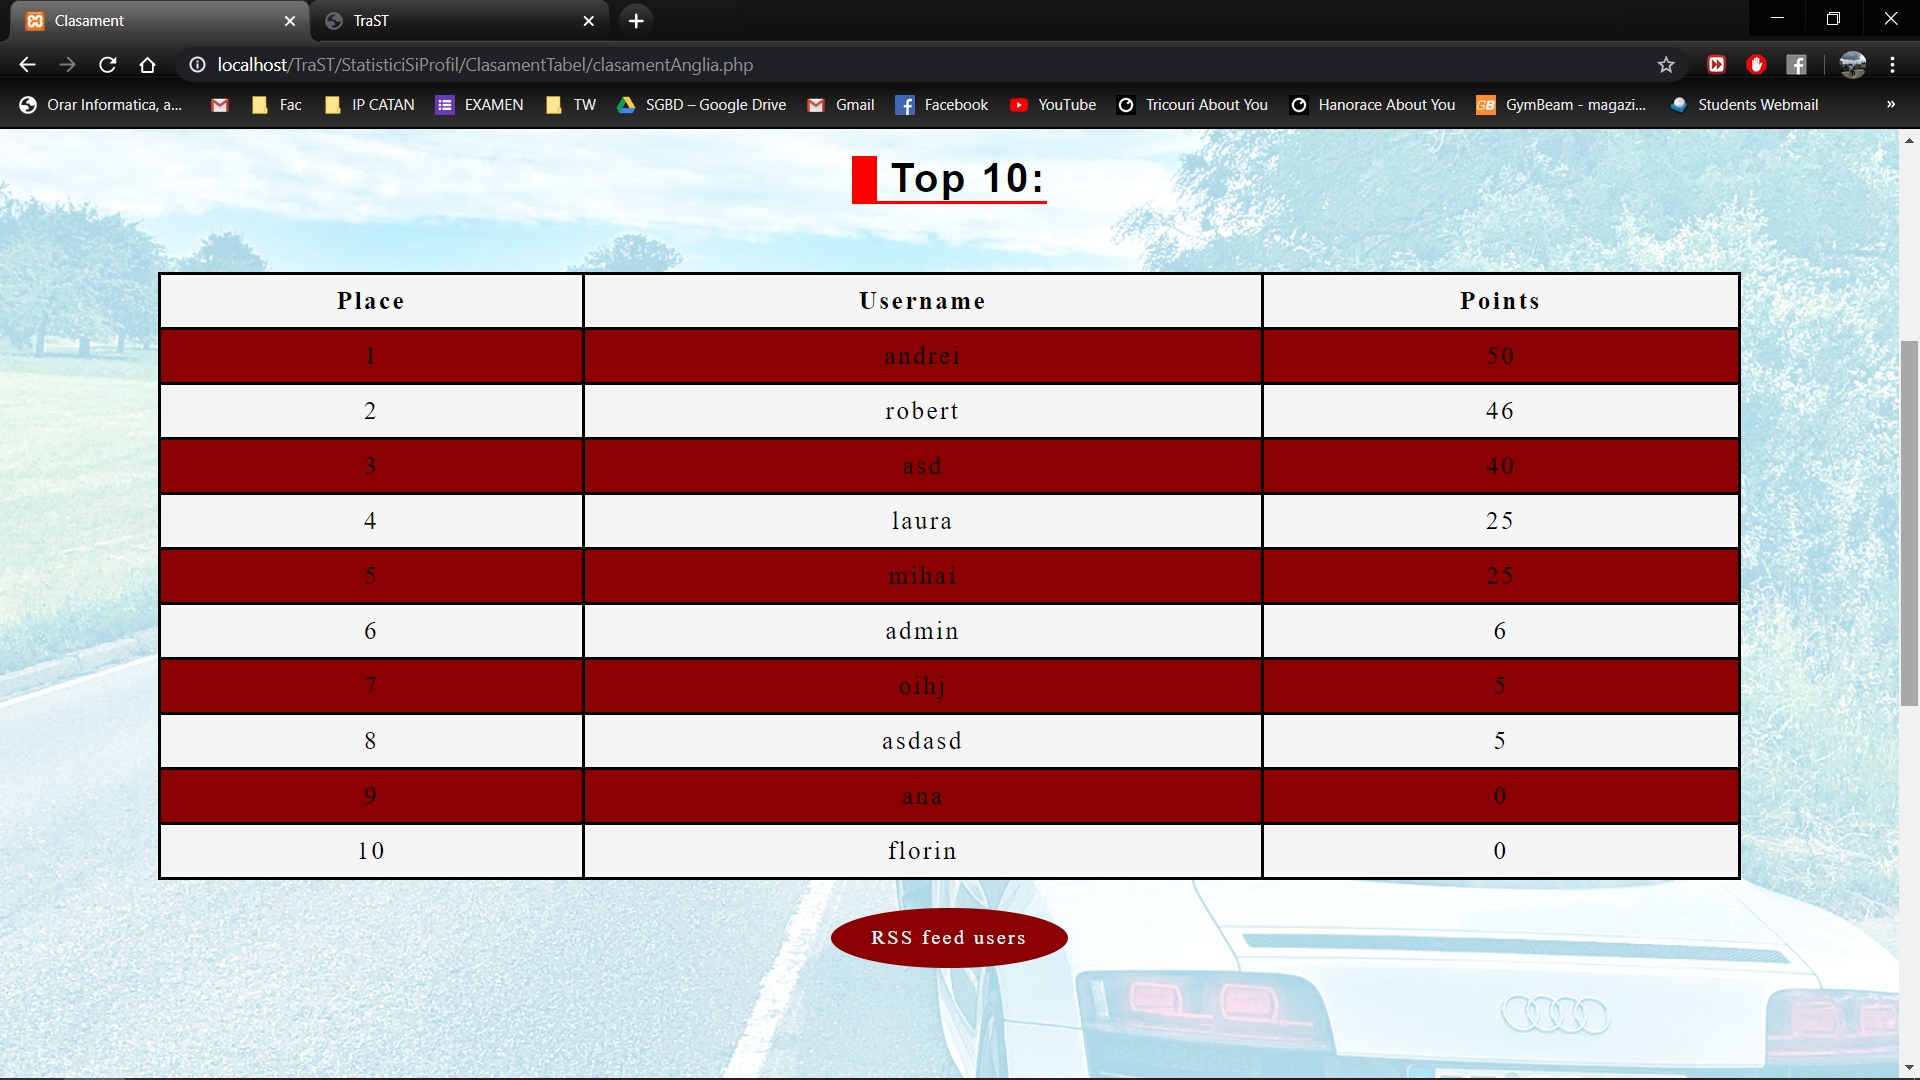 Clasament
TraST
localhost/TraST/StatisticiSiProfil/ClasamentTabel/clasamentAnglia.php
Orar Informatica, a... Fac IP CATAN EXAMEN TW SGBD – Google Drive Gmail Facebook YouTube Tricouri About You Hanorace About You GymBeam - magazi... Students Webmail »
Top 10:
Place Username Points
1 andrei 50
2 robert 46
3 asd 40
4 laura 25
5 mihai 25
6 admin 6
7 oihj 5
8 asdasd 5
9 ana 0
10 florin 0
RSS feed users